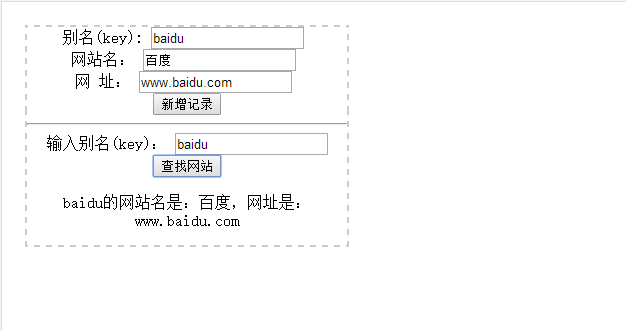 别名(key): baidu
网站名： 百度
网 址： www.baidu.com
新增记录
输入别名(key)： baidu
查找网站
baidu的网站名是：百度，网址是：
www.baidu.com